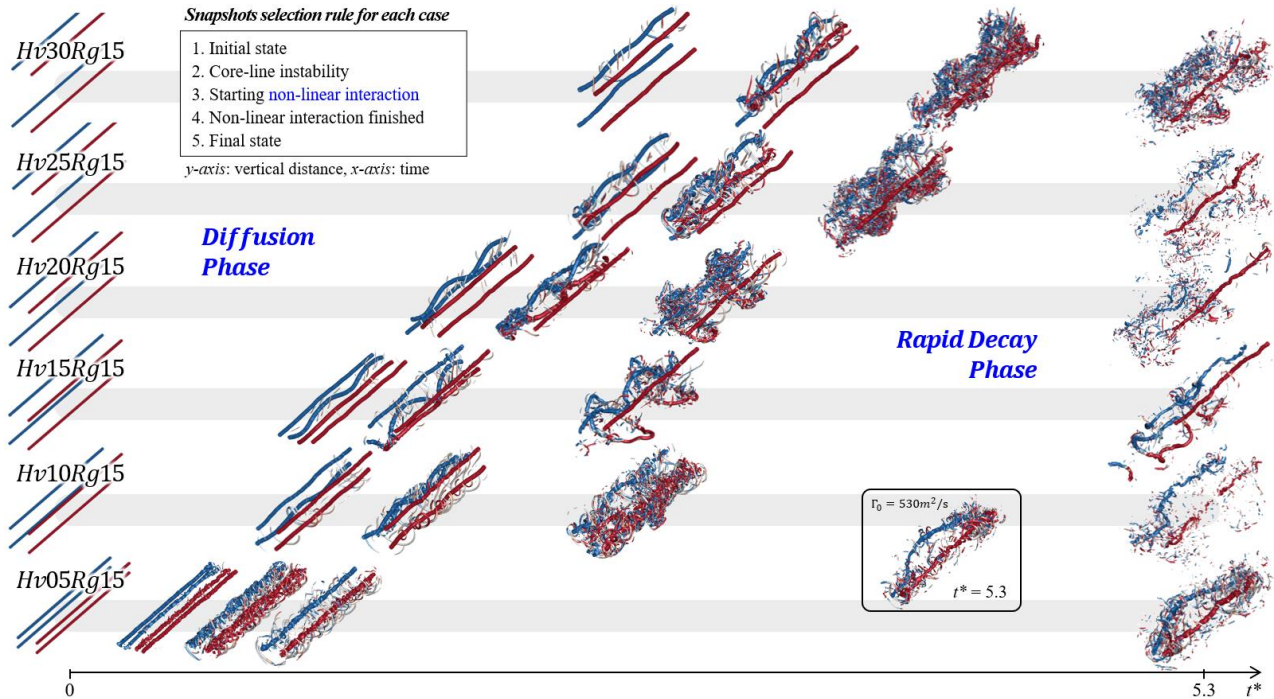 Snapshots selection rule for each case
1. Initial state
2. Core-line instability
3. Starting non-linear interaction
4. Non-linear interaction finished
5. Final state
y-axis: vertical distance, x-axis: time
Hv30Rg15
Hv25Rg15
Diffusion
Phase
Hv20Rg15
Rapid Decay
Phase
Hv15Rg15
Hv10Rg15
Γ₀ = 530m²/s
t* = 5.3
Hv05Rg15
0
5.3
t*